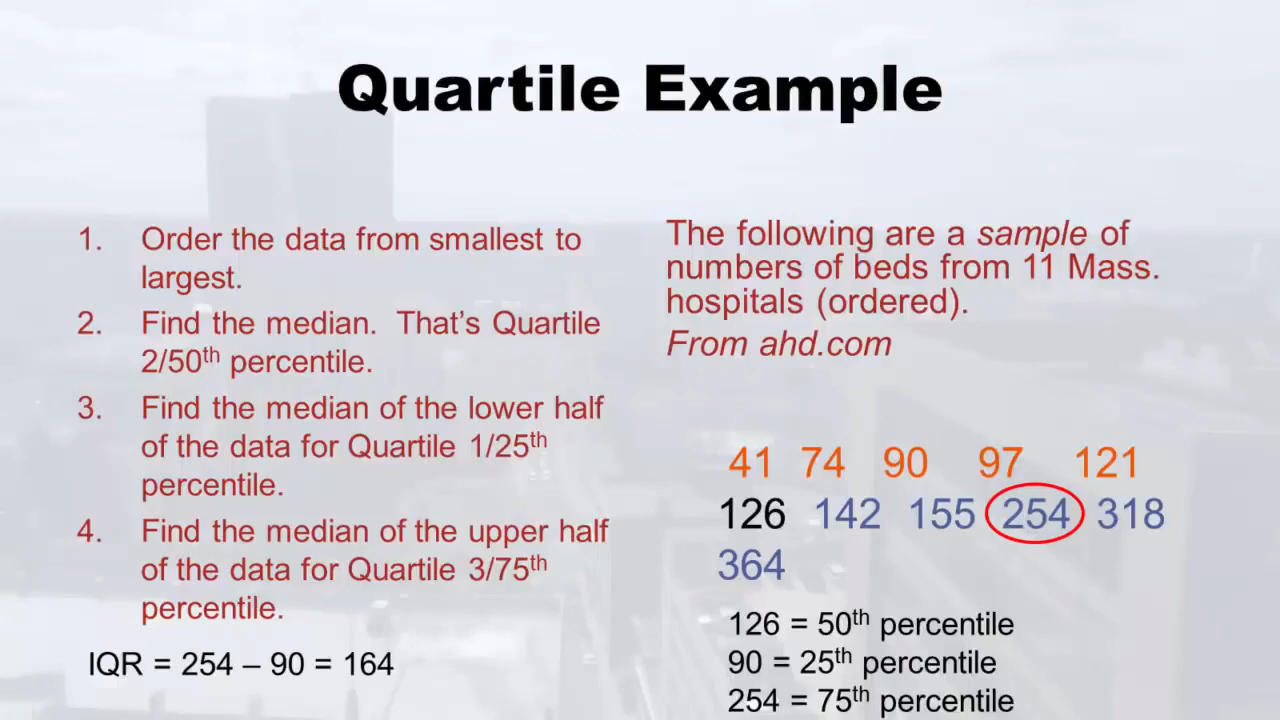 Quartile Example
1. Order the data from smallest to
largest.
2. Find the median. That's Quartile
2/50th percentile.
3. Find the median of the lower half
of the data for Quartile 1/25th
percentile.
4. Find the median of the upper half
of the data for Quartile 3/75th
percentile.
IQR = 254 – 90 = 164
The following are a sample of
numbers of beds from 11 Mass.
hospitals (ordered).
From ahd.com
41 74 90 97 121
126 142 155 254 318
364
126 = 50th percentile
90 = 25th percentile
254 = 75th percentile